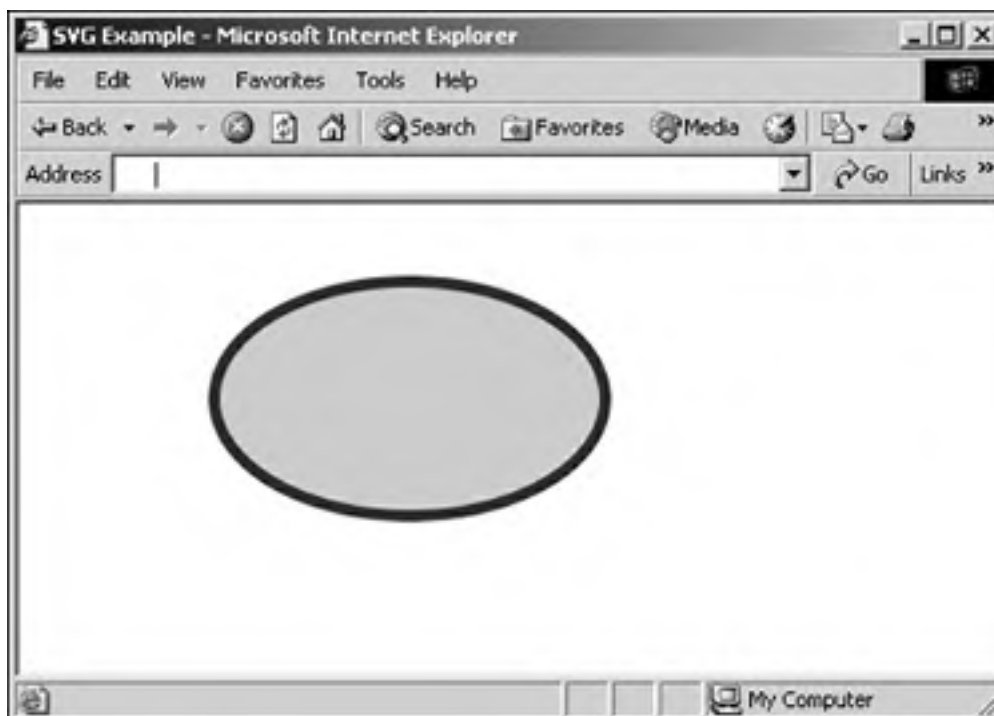 SVG Example - Microsoft Internet Explorer
File Edit View Favorites Tools Help
Back Search Favorites Media »
Address Go Links »
My Computer